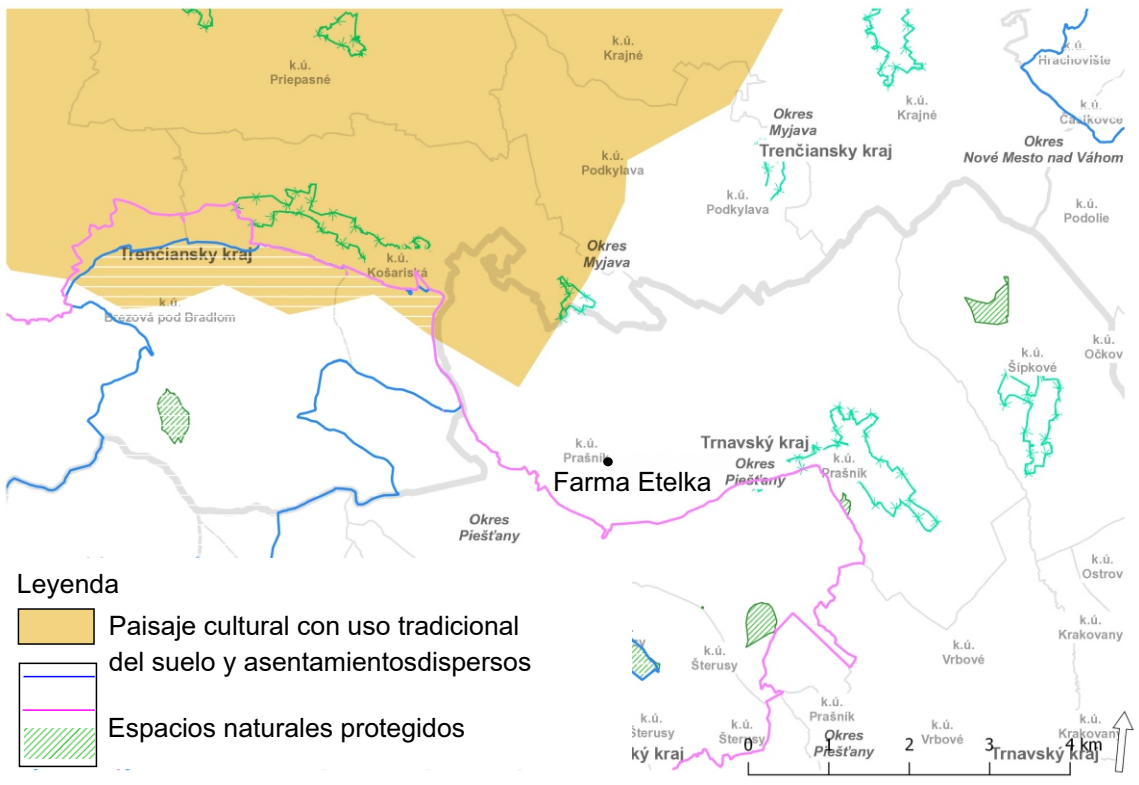 k.ú.
Priepasné
k.ú.
Krajné
k.ú.
Hrachovište
k.ú.
Čašlkovce
k.ú.
Krajné
Okres
Myjava
Trenčiansky kraj
Okres
Nové Mesto nad Váhom
k.ú.
Podkylava
k.ú.
Podkylava
k.ú.
Podolie
Trenčiansky kraj
k.ú.
Košariská
Okres
Myjava
k.ú.
Brezová pod Bradlom
k.ú.
Šípkové
k.ú.
Očkov
k.ú.
Prašník
Farma Etelka
Trnavský kraj
Okres
Piešťany
k.ú.
Prašník
Okres
Piešťany
k.ú.
Ostrov
k.ú.
Krakovany
k.ú.
Šterusy
k.ú.
Vrbové
k.ú.
Prašník
k.ú.
Šterusy
k.ú.
Šterusy
Okres
Piešťany
k.ú.
Vrbové
k.ú.
Krakovany
ký kraj
Trnavský kraj
0 1 2 3 4 km
Leyenda
Paisaje cultural con uso tradicional
del suelo y asentamientosdispersos
Espacios naturales protegidos